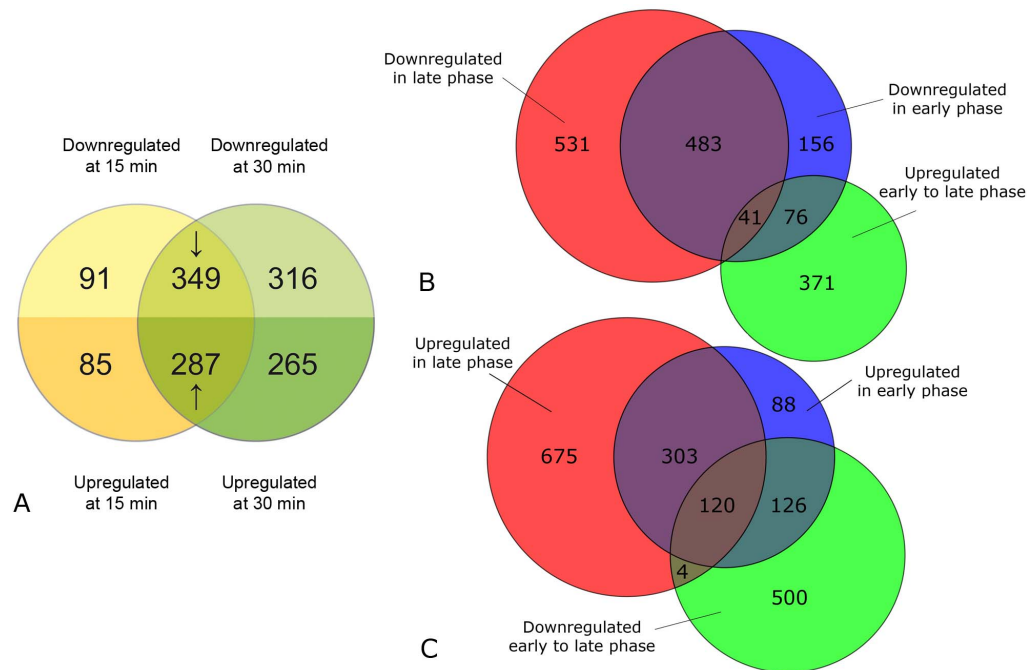 Downregulated
at 15 min
Downregulated
at 30 min
91
↓
349
316
85
287
↑
265
A
Upregulated
at 15 min
Upregulated
at 30 min
Downregulated
in late phase
Downregulated
in early phase
531
483
156
Upregulated
early to late phase
41
76
371
B
Upregulated
in late phase
Upregulated
in early phase
88
675
303
120
126
4
500
Downregulated
early to late phase
C